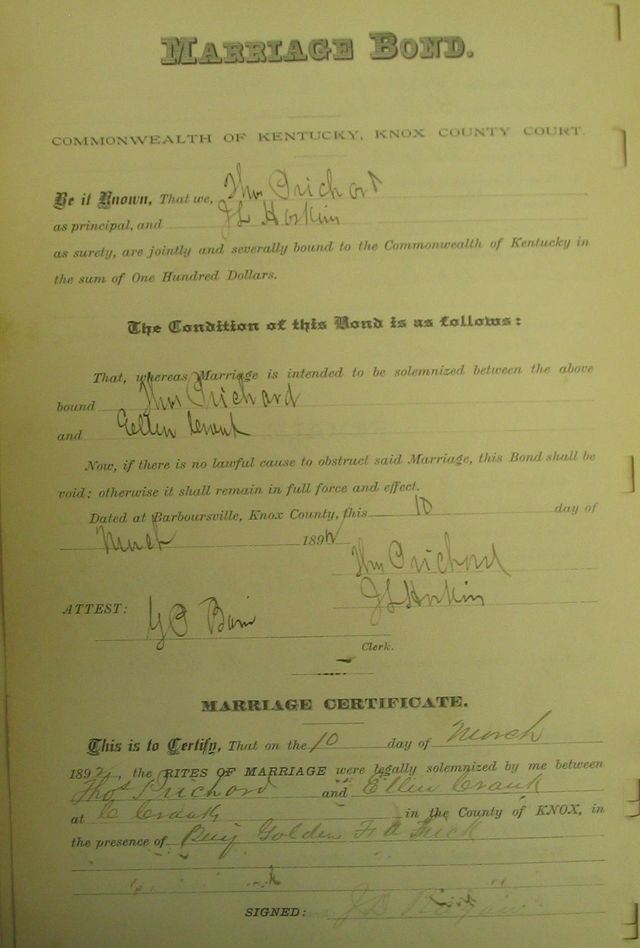 MARRIAGE BOND.
COMMONWEALTH OF KENTUCKY, KNOX COUNTY COURT.
Be it Known, That we, Thos Prichard
as principal, and J L Hoskins
as surety, are jointly and severally bound to the Commonwealth of Kentucky in
the sum of One Hundred Dollars.
The Condition of this Bond is as follows:
That, whereas Marriage is intended to be solemnized between the above
bound Thos Prichard
and Ellen Crank
Now, if there is no lawful cause to obstruct said Marriage, this Bond shall be
void; otherwise it shall remain in full force and effect.
Dated at Barboursville, Knox County, this 10 day of
March 189
Thos Prichard
J L Hoskins
ATTEST:
Clerk.
MARRIAGE CERTIFICATE.
This is to Certify, That on the 10 day of March
189 , the RITES OF MARRIAGE were legally solemnized by me between
Thos Prichard and Ellen Crank
at C Crank in the County of KNOX, in
the presence of Benj Golden F A
SIGNED: J B